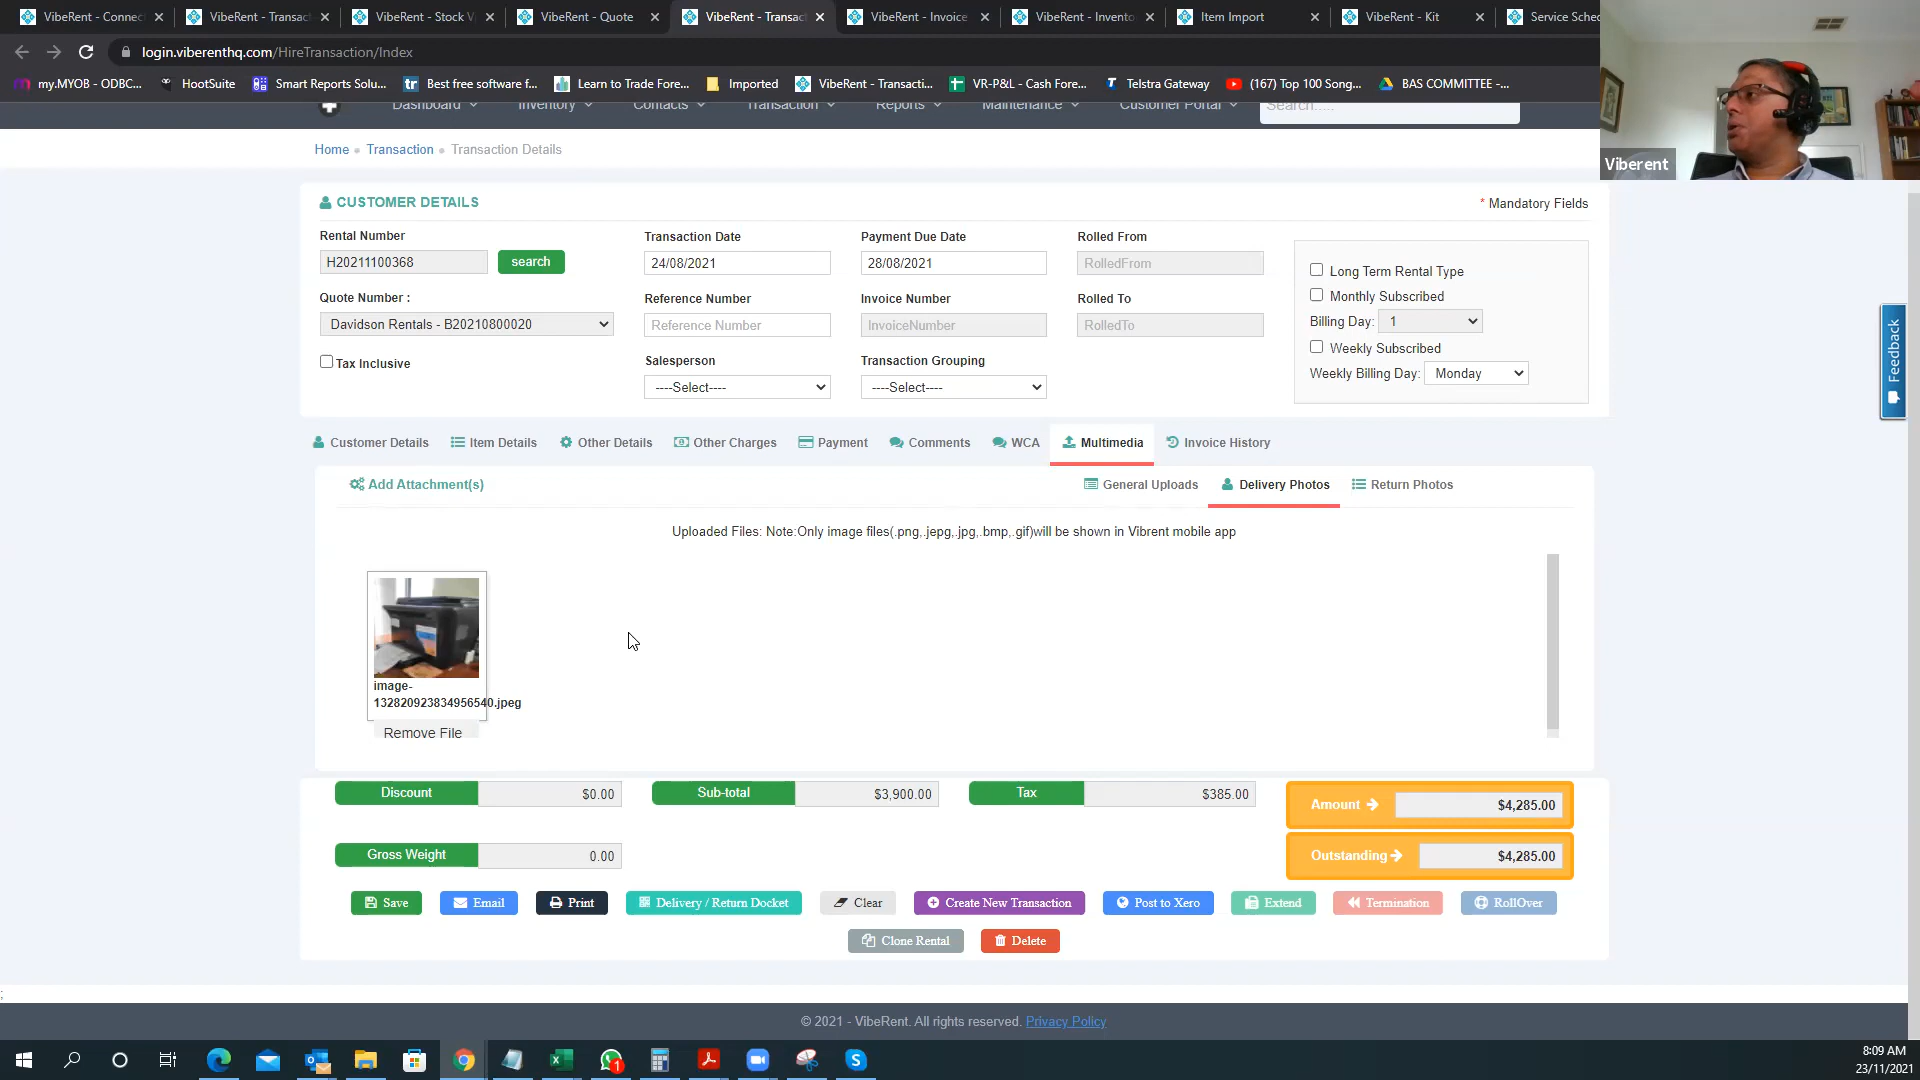 VibeRent - Connec
VibeRent - Transac
VibeRent - Stock V
VibeRent - Quote
VibeRent - Transac
VibeRent - Invoice
VibeRent - Invento
Item Import
VibeRent - Kit
Service Sche
login.viberenthq.com/HireTransaction/Index
my.MYOB - ODBC...
HootSuite
Smart Reports Solu...
Best free software f...
Learn to Trade Fore...
Imported
VibeRent - Transacti...
VR-P&L - Cash Fore...
Telstra Gateway
(167) Top 100 Song...
BAS COMMITTEE -...
Viberent
Dashboard
Inventory
Contacts
Transaction
Reports
Maintenance
Customer Portal
Search.....
Home
Transaction
Transaction Details
CUSTOMER DETAILS
* Mandatory Fields
Rental Number
H20211100368
search
Quote Number :
Davidson Rentals - B20210800020
Tax Inclusive
Transaction Date
24/08/2021
Reference Number
Reference Number
Salesperson
----Select----
Payment Due Date
28/08/2021
Invoice Number
InvoiceNumber
Transaction Grouping
----Select----
Rolled From
RolledFrom
Rolled To
RolledTo
Long Term Rental Type
Monthly Subscribed
Billing Day: 1
Weekly Subscribed
Weekly Billing Day: Monday
Feedback
Customer Details
Item Details
Other Details
Other Charges
Payment
Comments
WCA
Multimedia
Invoice History
Add Attachment(s)
General Uploads
Delivery Photos
Return Photos
Uploaded Files: Note:Only image files(.png,.jepg,.jpg,.bmp,.gif)will be shown in Vibrent mobile app
image-
132820923834956540.jpeg
Remove File
Discount $0.00
Sub-total $3,900.00
Tax $385.00
Amount $4,285.00
Gross Weight 0.00
Outstanding $4,285.00
Save
Email
Print
Delivery / Return Docket
Clear
Create New Transaction
Post to Xero
Extend
Termination
RollOver
Clone Rental
Delete
;
© 2021 - VibeRent. All rights reserved. Privacy Policy
1
8:09 AM
23/11/2021